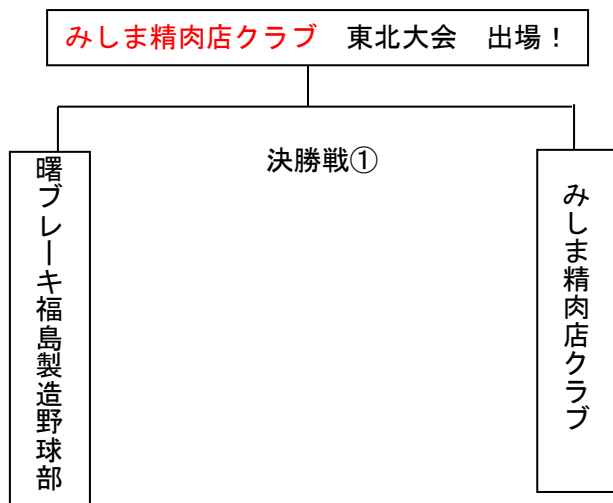 みしま精肉店クラブ　東北大会　出場！
決勝戦①
曙ブレーキ福島製造野球部
みしま精肉店クラブ